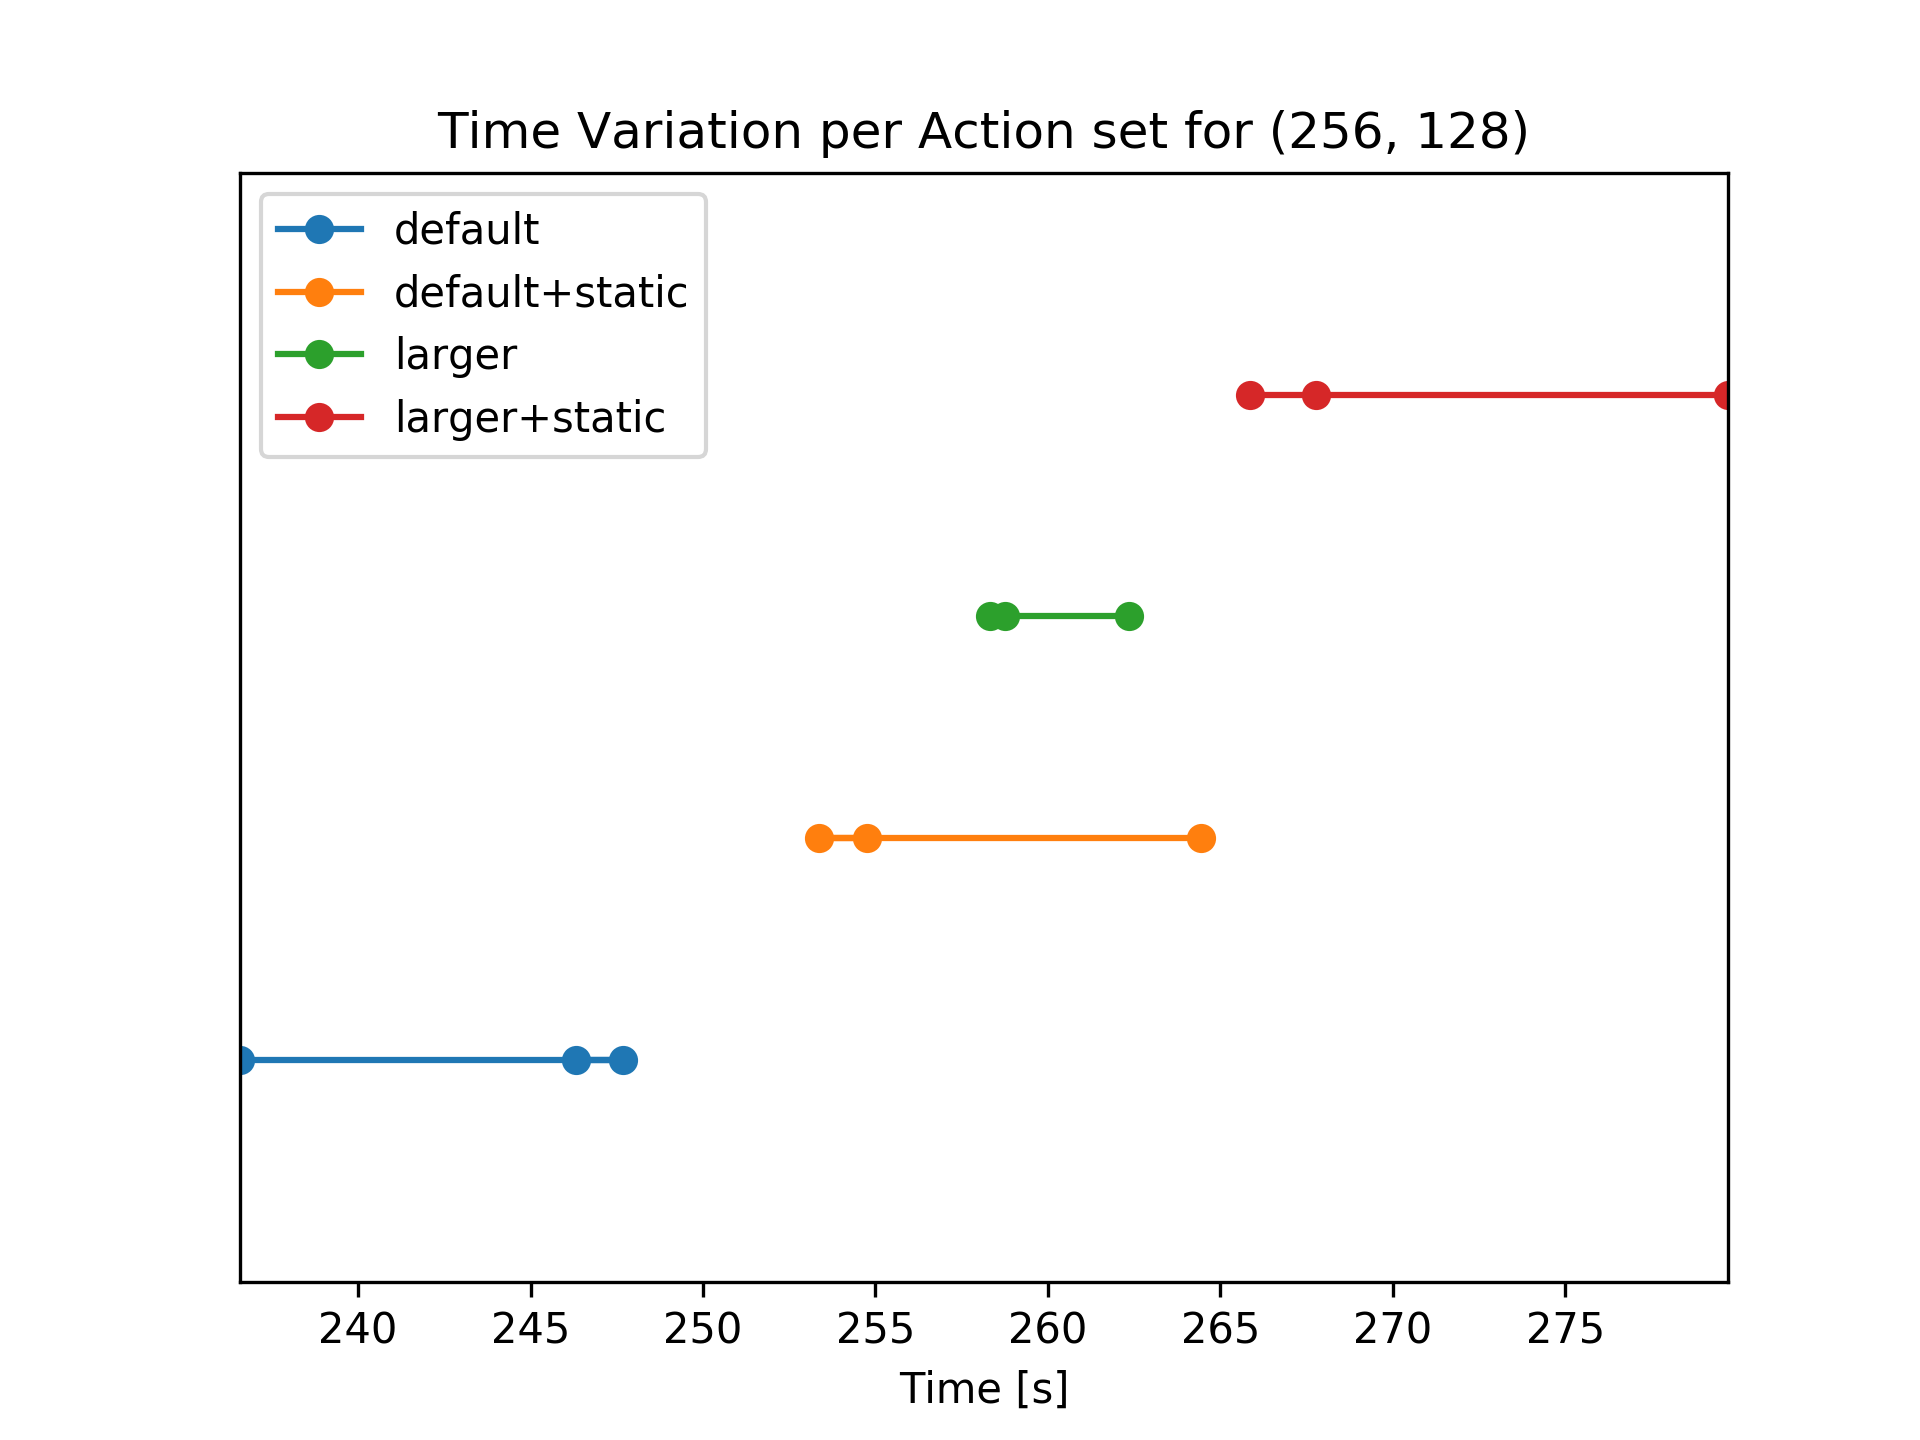 Time Variation per Action set for (256, 128)
default
default+static
larger
larger+static
240 245 250 255 260 265 270 275
Time [s]